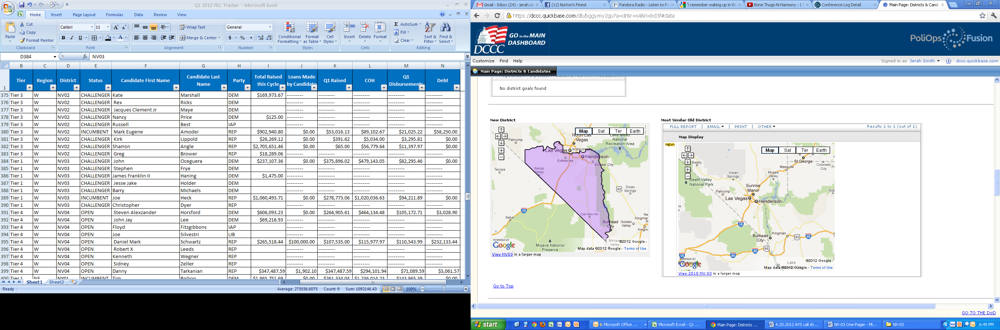 Q1 2012 FEC Tracker - Microsoft Excel
Home Insert Page Layout Formulas Data Review View
Paste Cut Copy Format Painter
Calibri 11 Wrap Text Merge & Center General
B I U $ % ,
Conditional Formatting Format as Table Cell Styles Insert Delete Format
Σ AutoSum Fill Clear Sort & Filter Find & Select
Clipboard Font Alignment Number Styles Cells Editing
D384 fx NV03
B C D E F G H I J K L M N
1 Tier Region District Status Candidate First Name Candidate Last Name Party Total Raised this Cycle Loans Made by Candidate Q1 Raised COH Q1 Disbursements Debt
375 Tier 3 W NV02 CHALLENGER Kate Marshall DEM $169,973.67 --------- --------- --------- --------- ---------
376 Tier 3 W NV02 CHALLENGER Rex Ricks DEM --------- --------- --------- --------- ---------
377 Tier 3 W NV02 CHALLENGER Jacques Clement Jr Maye DEM --------- --------- --------- --------- ---------
378 Tier 3 W NV02 CHALLENGER Nancy Price DEM $125.00 --------- --------- --------- --------- ---------
379 Tier 3 W NV02 CHALLENGER Russell Best IAP --------- --------- --------- --------- ---------
380 Tier 3 W NV02 INCUMBENT Mark Eugene Amodei REP $902,940.80 $0.00 $53,016.13 $89,102.67 $21,025.22 $58,250.00
381 Tier 3 W NV02 CHALLENGER Kirk Lippold REP $26,269.12 $0.00 $391.62 $5,034.00 $3,295.81 $0.00
382 Tier 3 W NV02 CHALLENGER Sharron Angle REP $2,705,651.46 $0.00 $65.00 $56,779.64 $11,397.97 $0.00
383 Tier 3 W NV02 CHALLENGER Greg Brower REP $18,289.06 --------- --------- --------- --------- ---------
384 Tier 1 W NV03 CHALLENGER John Oceguera DEM $237,107.36 $0.00 $375,896.02 $479,143.05 $82,295.46 $0.00
385 Tier 1 W NV03 CHALLENGER Stephen Frye DEM --------- --------- --------- --------- ---------
386 Tier 1 W NV03 CHALLENGER James Franklin II Haning DEM $1,475.00 --------- --------- --------- --------- ---------
387 Tier 1 W NV03 CHALLENGER Jesse Jake Holder DEM --------- --------- --------- --------- ---------
388 Tier 1 W NV03 CHALLENGER Barry Michaels DEM --------- --------- --------- --------- ---------
389 Tier 1 W NV03 INCUMBENT Joe Heck REP $1,060,493.71 $0.00 $278,773.06 $1,020,036.63 $94,211.89 $0.00
390 Tier 1 W NV03 CHALLENGER Christopher Dyer REP --------- --------- --------- --------- ---------
391 Tier 4 W NV04 OPEN Steven Alexzander Horsford DEM $606,093.23 $0.00 $264,905.61 $464,134.48 $105,172.71 $3,028.90
392 Tier 4 W NV04 OPEN John Jay Lee DEM $69,216.93 --------- --------- --------- --------- ---------
393 Tier 4 W NV04 OPEN Floyd Fitzgibbons IAP --------- --------- --------- --------- ---------
394 Tier 4 W NV04 OPEN Joe Silvestri LIB --------- --------- --------- --------- ---------
395 Tier 4 W NV04 OPEN Daniel Mark Schwartz REP $265,518.44 $100,000.00 $107,535.00 $115,977.97 $110,543.99 $232,133.44
396 Tier 4 W NV04 OPEN Robert X Leeds REP --------- --------- --------- --------- ---------
397 Tier 4 W NV04 OPEN Kenneth Wegner REP --------- --------- --------- --------- ---------
398 Tier 4 W NV04 OPEN Sidney Zeller REP --------- --------- --------- --------- ---------
399 Tier 4 W NV04 OPEN Danny Tarkanian REP $347,487.59 $1,902.10 $347,487.59 $294,101.94 $71,089.59 $3,061.57
400 Tier 1 NE NY01 INCUMBENT Tim Bishop DEM $1,865,751.69 $0.00 $261,334.04 $1,236,014.23 $143,865.39 $0.00
Sheet1 Sheet2
Ready Average: 273036.6075 Count: 9 Sum: 1092146.43 100%
Gmail - Inbox (24) - jerah.sm (12) Norton's Finest Pandora Radio - Listen to Fr "i remember waking up in the Bone Thugs-N-Harmony - I T Conference Log Detail Main Page: Districts & Cand
https://dccc.quickbase.com/db/bggymy2gu?a=dr&r=s4&rl=bd3f#data
DCCC GO to the MAIN DASHBOARD
PoliOps Fusion
Customize Find Help Signed in as Jerah Smith dccc.quickbase.com
Main Page: Districts & Candidates
No district goals found
New District
Map Sat Ter Earth
Pahrump
North Las Vegas
Lake Mead National Recreation Area
Las Vegas Winchester
Enterprise Henderson
Boulder City
Tecopa
Sandy Valley
Dolan Springs
93
15
Baker
Cal-Nev-Ari
Bullhead City
Golden Valley
Kingm
Mojave National Preserve
Mohav Valley
POWERED BY Google
©2012 Google -
Map data ©2012 Google - Terms of Use
View NV03 in a larger map
Most Similar Old District
FULL REPORT | EMAIL | PRINT | OTHER Results 1 to 1 (out of 1)
Map Display
NEW!
Map Sat Ter Earth
Beatty
St George
Colorado City
Mesquite
Indian Springs
Moapa Valley
Death Valley National Park
Pahrump
Sunrise Manor
Las Vegas Henderson
15
Bullhead City
Kingman
93 40
95
40 40
15
Victorville
Lake
POWERED BY Google
©2012 Google -
Map data ©2012 Google - Terms of Use
View 2010 NV 03 in a larger map
Go to Top
GO TO THE DoD
start 6 Microsoft Office ... Microsoft Excel - Q1 ... Main Page: Districts ... 4.20.2012 AYS call sh... NV-03 One-Pager - Mi... NV-03 6:45 PM